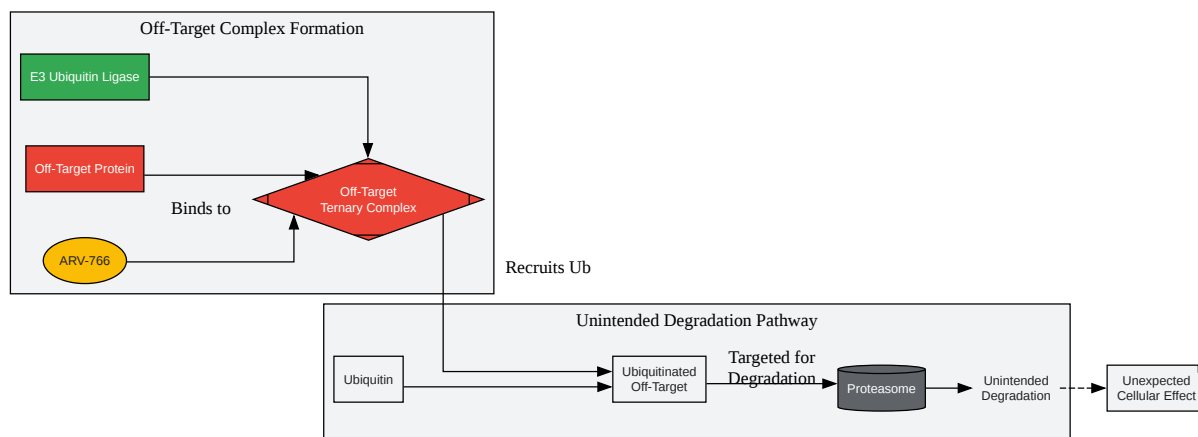 Off-Target Complex Formation
E3 Ubiquitin Ligase
Off-Target Protein
Binds to
Off-Target
Ternary Complex
ARV-766
Recruits Ub
Unintended Degradation Pathway
Ubiquitin
Ubiquitinated
Off-Target
Targeted for
Degradation
Proteasome
Unintended
Degradation
Unexpected
Cellular Effect